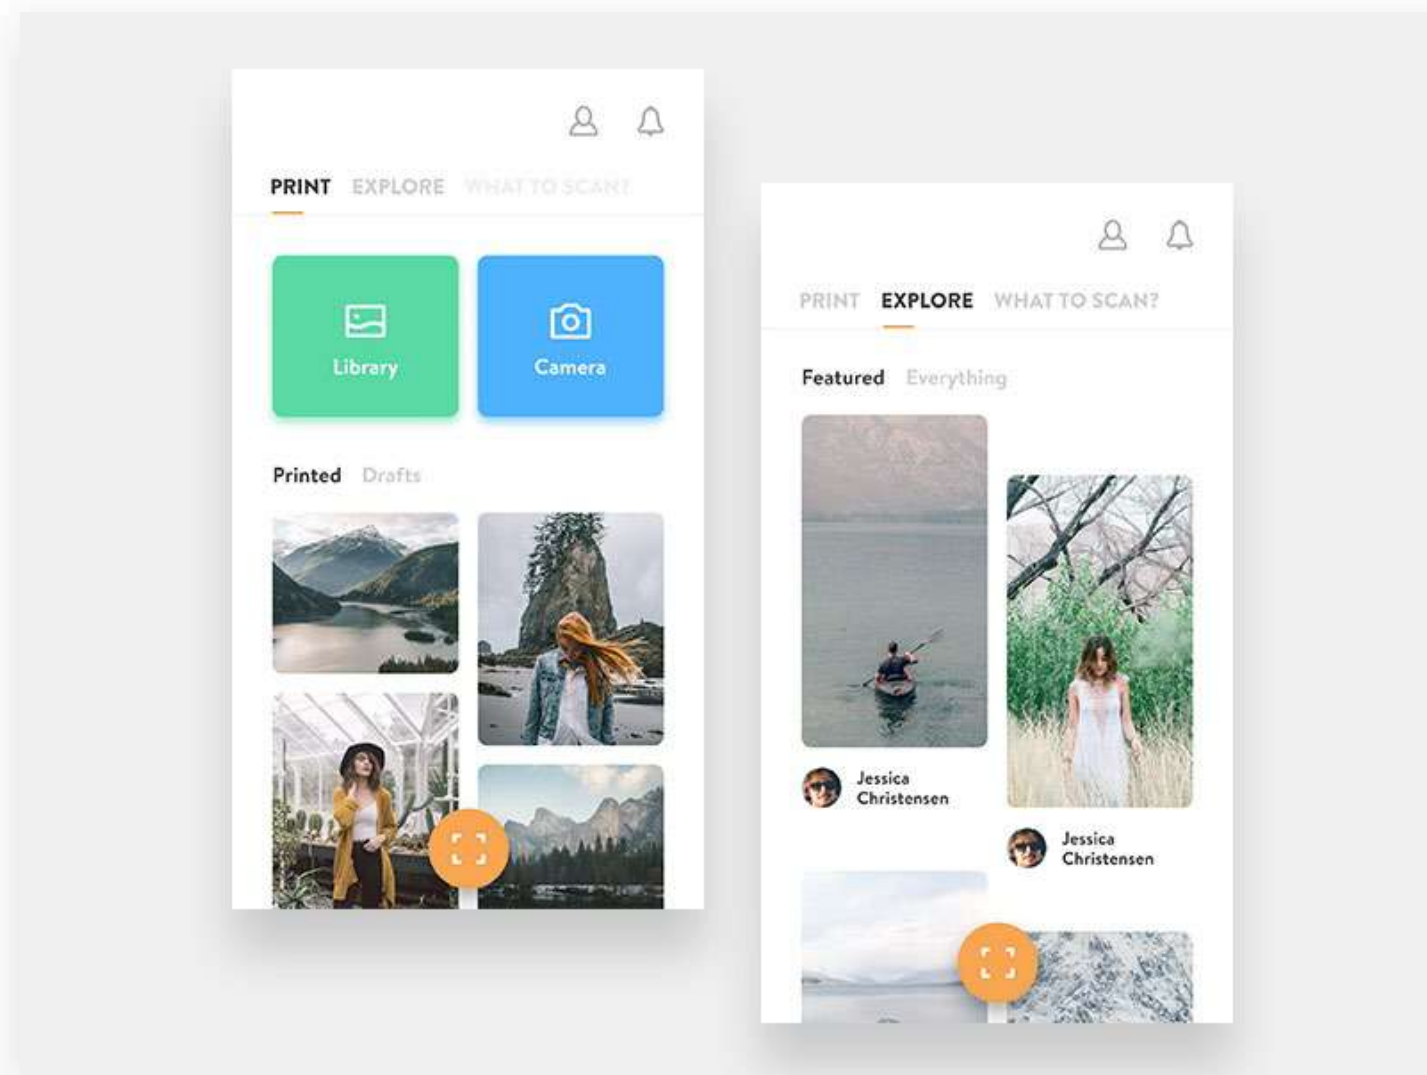 PRINT EXPLORE WHAT TO SCAN?
Library
Camera
Printed Drafts
PRINT EXPLORE WHAT TO SCAN?
Featured Everything
Jessica
Christensen
Jessica
Christensen